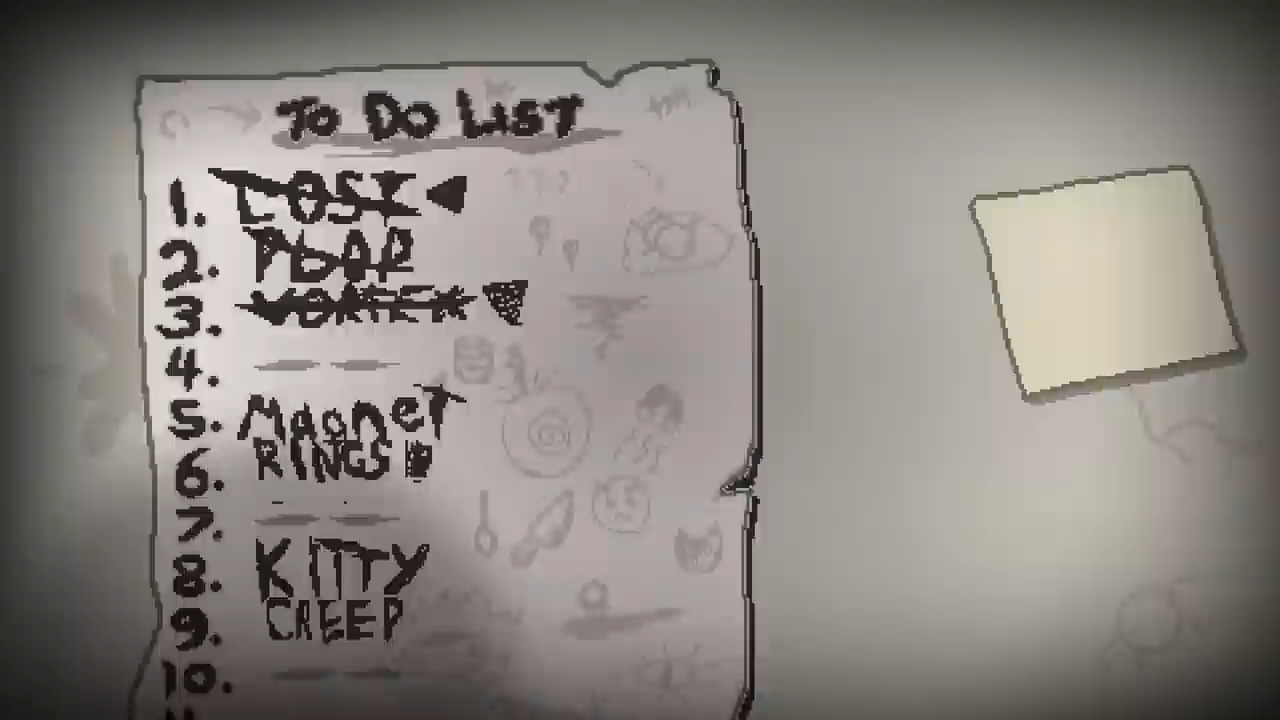 TO DO LIST
1. LOST
2. 
3. VORTEX
4. 
5. MAGNET
6. RINGS
7. 
8. KITTY
9. CREEP
10.